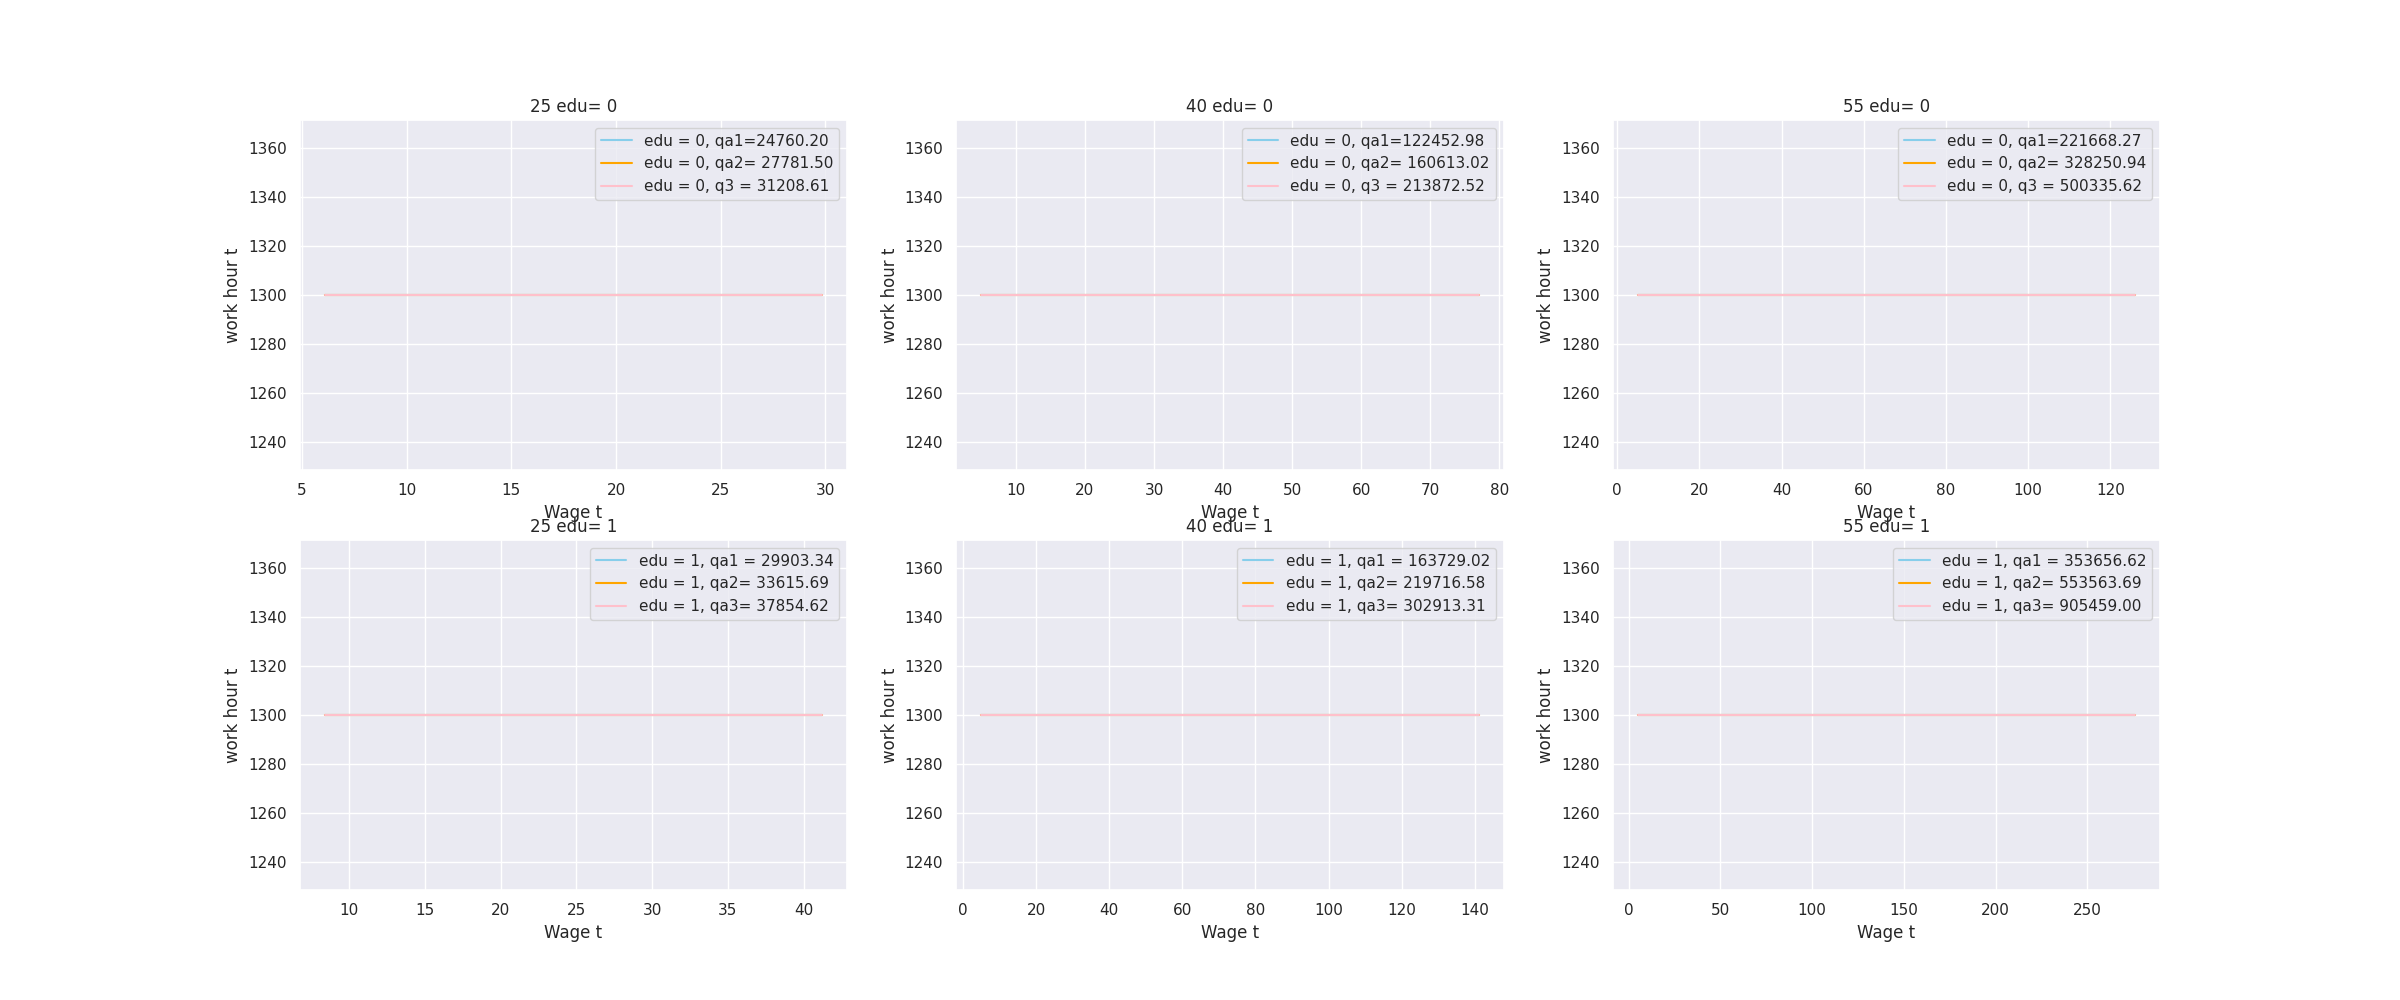 25 edu= 0
edu = 0, qa1=24760.20
edu = 0, qa2= 27781.50
edu = 0, q3 = 31208.61
work hour t
1360
1340
1320
1300
1280
1260
1240
5 10 15 20 25 30
Wage t
40 edu= 0
edu = 0, qa1=122452.98
edu = 0, qa2= 160613.02
edu = 0, q3 = 213872.52
work hour t
1360
1340
1320
1300
1280
1260
1240
10 20 30 40 50 60 70 80
Wage t
55 edu= 0
edu = 0, qa1=221668.27
edu = 0, qa2= 328250.94
edu = 0, q3 = 500335.62
work hour t
1360
1340
1320
1300
1280
1260
1240
0 20 40 60 80 100 120
Wage t
25 edu= 1
edu = 1, qa1 = 29903.34
edu = 1, qa2= 33615.69
edu = 1, qa3= 37854.62
work hour t
1360
1340
1320
1300
1280
1260
1240
10 15 20 25 30 35 40
Wage t
40 edu= 1
edu = 1, qa1 = 163729.02
edu = 1, qa2= 219716.58
edu = 1, qa3= 302913.31
work hour t
1360
1340
1320
1300
1280
1260
1240
0 20 40 60 80 100 120 140
Wage t
55 edu= 1
edu = 1, qa1 = 353656.62
edu = 1, qa2= 553563.69
edu = 1, qa3= 905459.00
work hour t
1360
1340
1320
1300
1280
1260
1240
0 50 100 150 200 250
Wage t